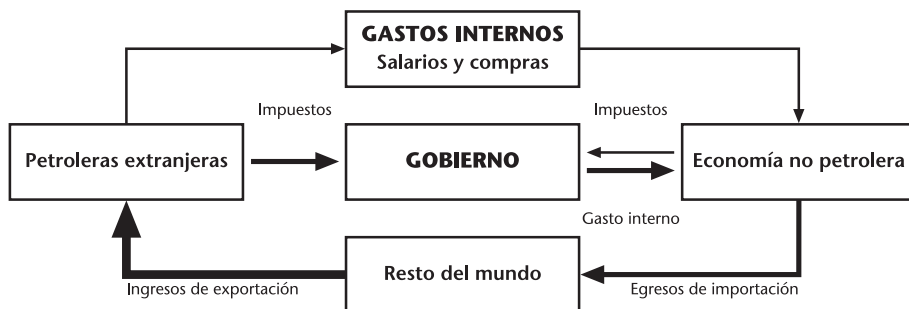 GASTOS INTERNOS
Salarios y compras
Impuestos
Impuestos
Petroleras extranjeras
GOBIERNO
Economía no petrolera
Gasto interno
Resto del mundo
Ingresos de exportación
Egresos de importación